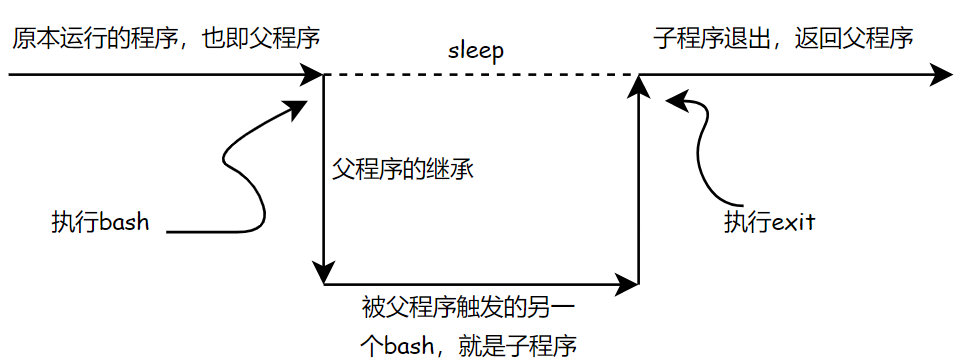 原本运行的程序，也即父程序
sleep
子程序退出，返回父程序
父程序的继承
执行bash
执行exit
被父程序触发的另一
个bash，就是子程序